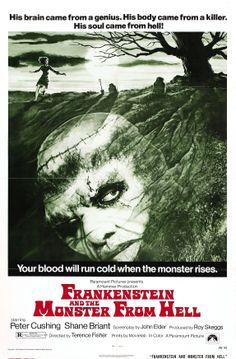 His brain came from a genius. His body came from a killer.
His soul came from hell!
Your blood will run cold when the monster rises.
Paramount Pictures presents
A Hammer Production
FRANKENSTEIN
AND THE
MONSTER FROM HELL
starring
Peter Cushing Shane Briant Screenplay by John Elder Produced by Roy Skeggs
R Directed by Terence Fisher Prints by Movielab In Color A Paramount Picture
"FRANKENSTEIN AND THE MONSTER FROM HELL"